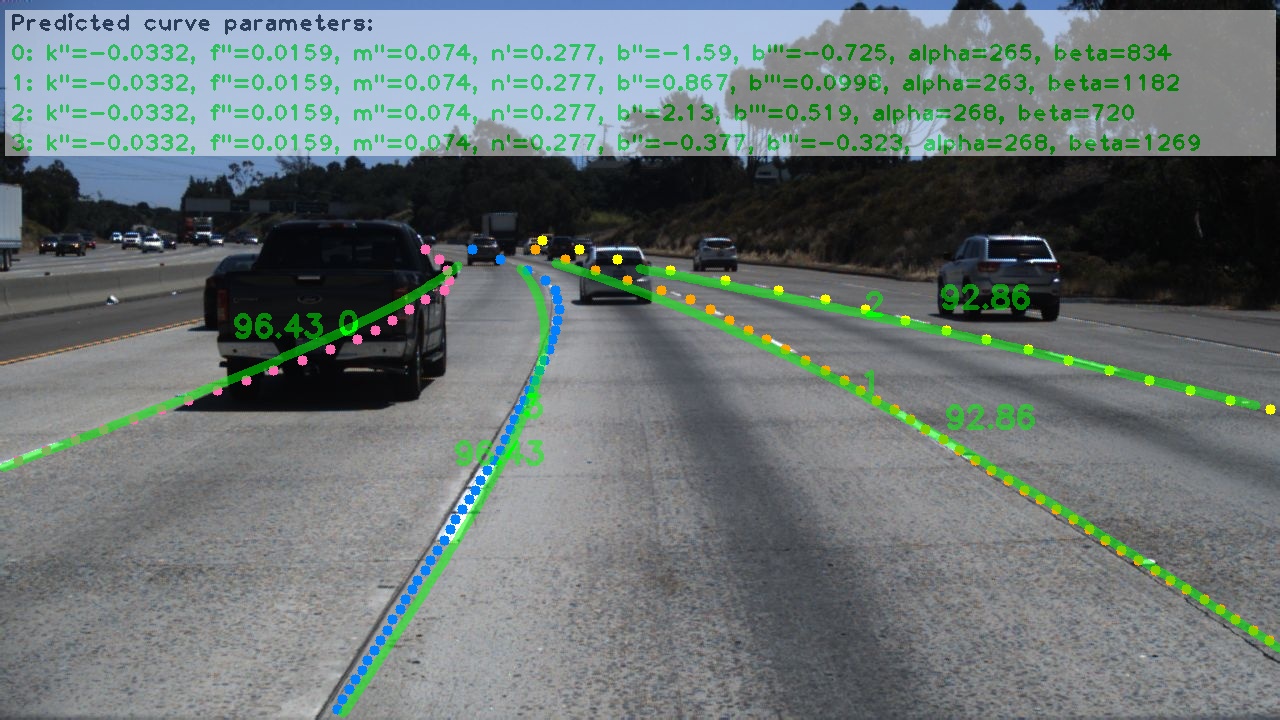 Predicted curve parameters:
0: k''=-0.0332, f''=0.0159, m''=0.074, n'=0.277, b''=-1.59, b'''=-0.725, alpha=265, beta=834
1: k''=-0.0332, f''=0.0159, m''=0.074, n'=0.277, b''=0.867, b'''=0.0998, alpha=263, beta=1182
2: k''=-0.0332, f''=0.0159, m''=0.074, n'=0.277, b''=2.13, b'''=0.519, alpha=268, beta=720
3: k''=-0.0332, f''=0.0159, m''=0.074, n'=0.277, b''=-0.377, b'''=-0.323, alpha=268, beta=1269
2 92.86
96.43 0
1
92.86
3
96.43